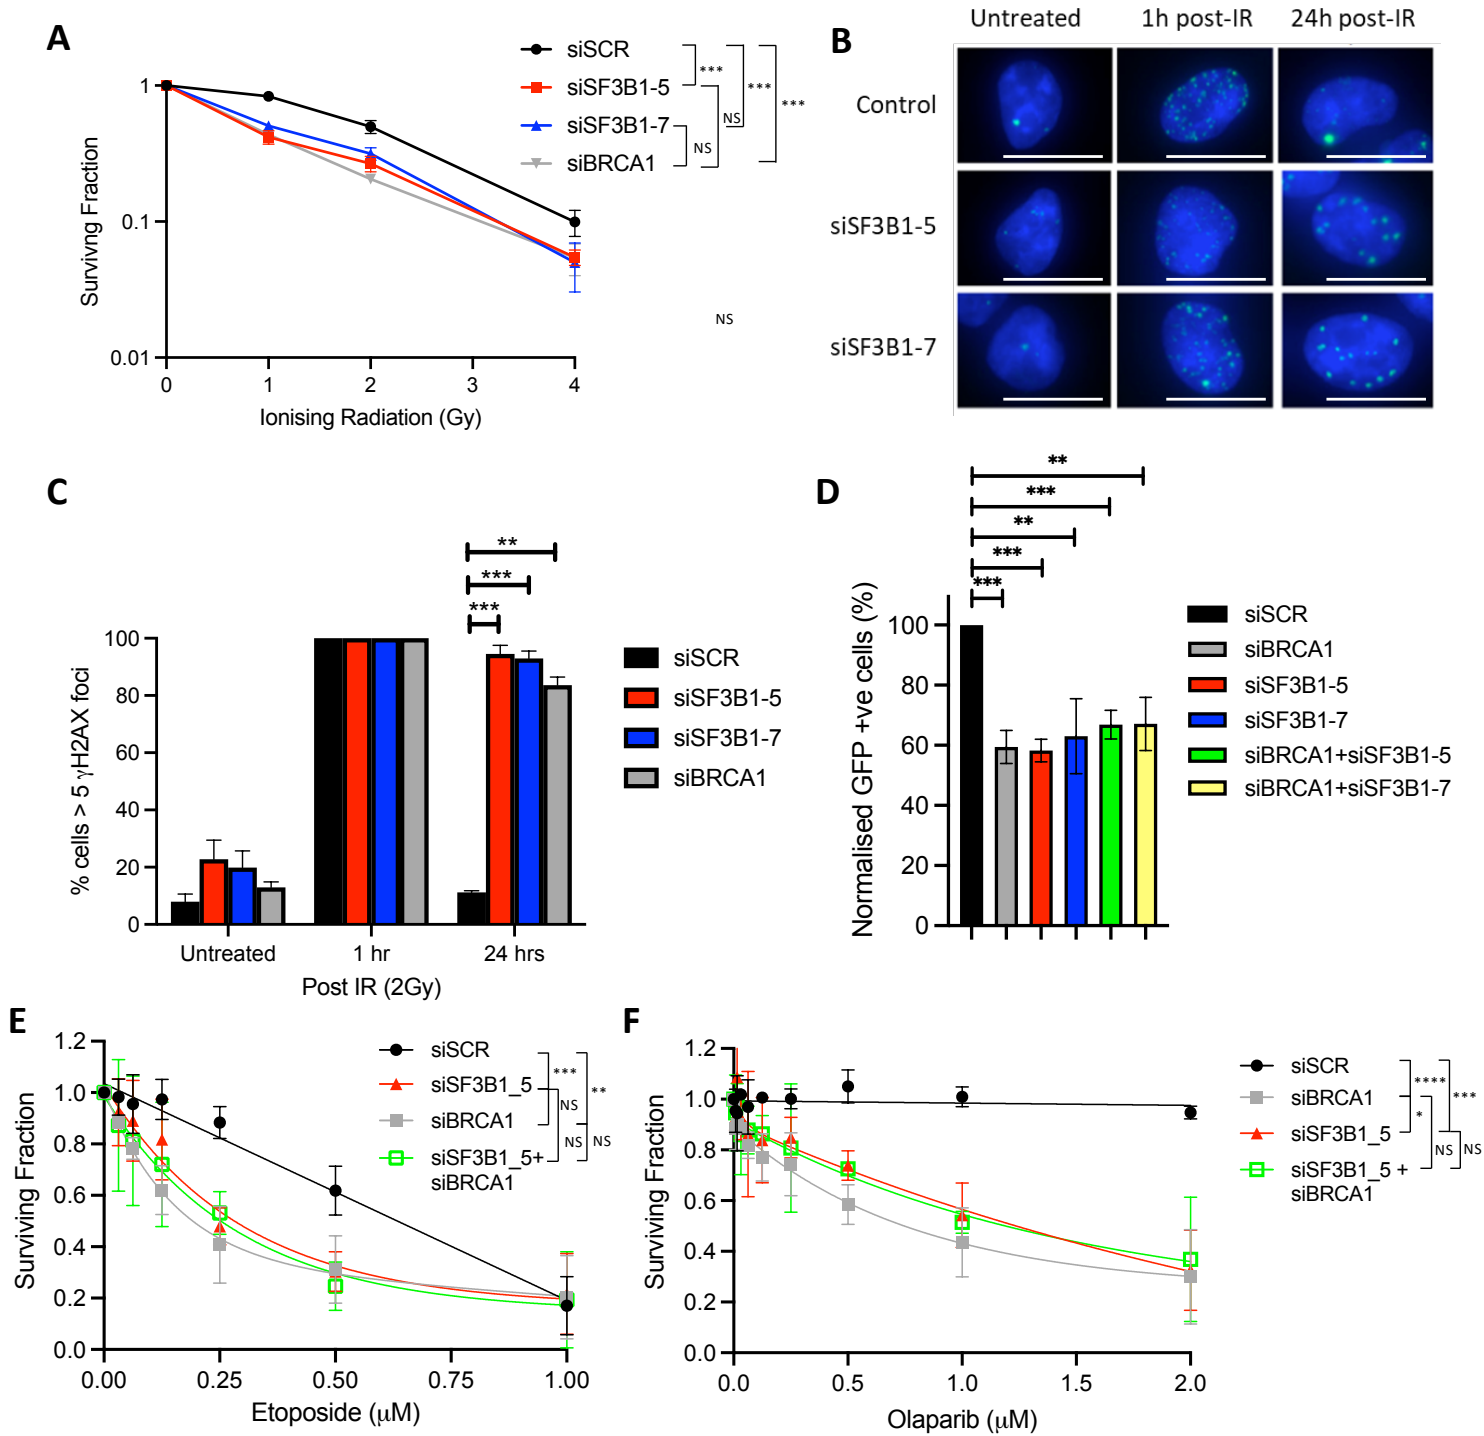 A
siSCR
siSF3B1-5
siSF3B1-7
siBRCA1
***
NS
***
***
NS
NS
1
0.1
0.01
Survivng Fraction
0
1
2
4
Ionising Radiation (Gy)
B
Untreated
1h post-IR
24h post-IR
Control
siSF3B1-5
siSF3B1-7
C
**
***
***
100
80
60
40
20
0
% cells > 5 γH2AX foci
Untreated
1 hr
24 hrs
Post IR (2Gy)
siSCR
siSF3B1-5
siSF3B1-7
siBRCA1
D
**
***
**
***
***
100
80
60
40
20
0
Normalised GFP +ve cells (%)
siSCR
siBRCA1
siSF3B1-5
siSF3B1-7
siBRCA1+siSF3B1-5
siBRCA1+siSF3B1-7
E
1.2
1.0
0.8
0.6
0.4
0.2
0.0
Surviving Fraction
0.00
0.25
0.50
0.75
1.00
Etoposide (μM)
siSCR
siSF3B1_5
siBRCA1
siSF3B1_5+
siBRCA1
***
**
NS
NS
NS
F
1.2
1.0
0.8
0.6
0.4
0.2
0.0
Surviving Fraction
0.0
0.5
1.0
1.5
2.0
Olaparib (μM)
siSCR
siBRCA1
siSF3B1_5
siSF3B1_5 +
siBRCA1
****
***
*
NS
NS